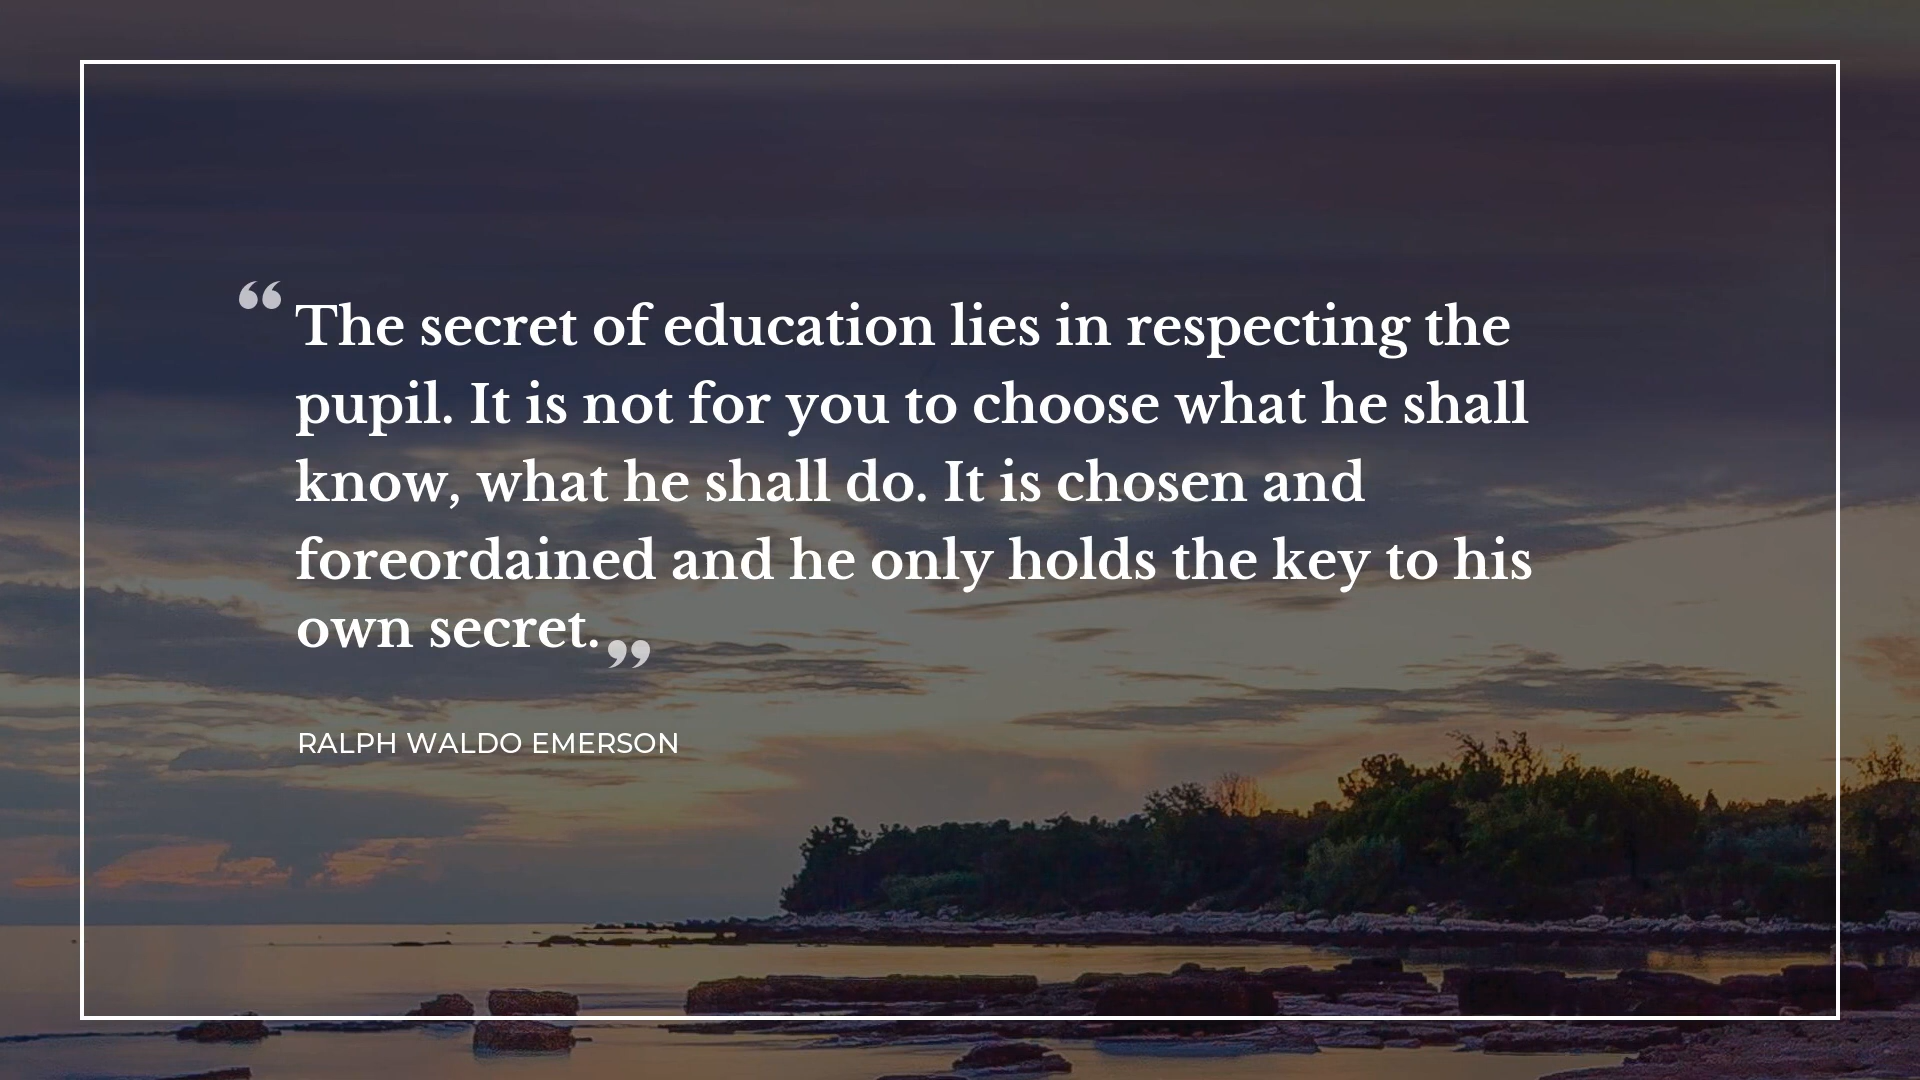 “The secret of education lies in respecting the
pupil. It is not for you to choose what he shall
know, what he shall do. It is chosen and
foreordained and he only holds the key to his
own secret.”
RALPH WALDO EMERSON